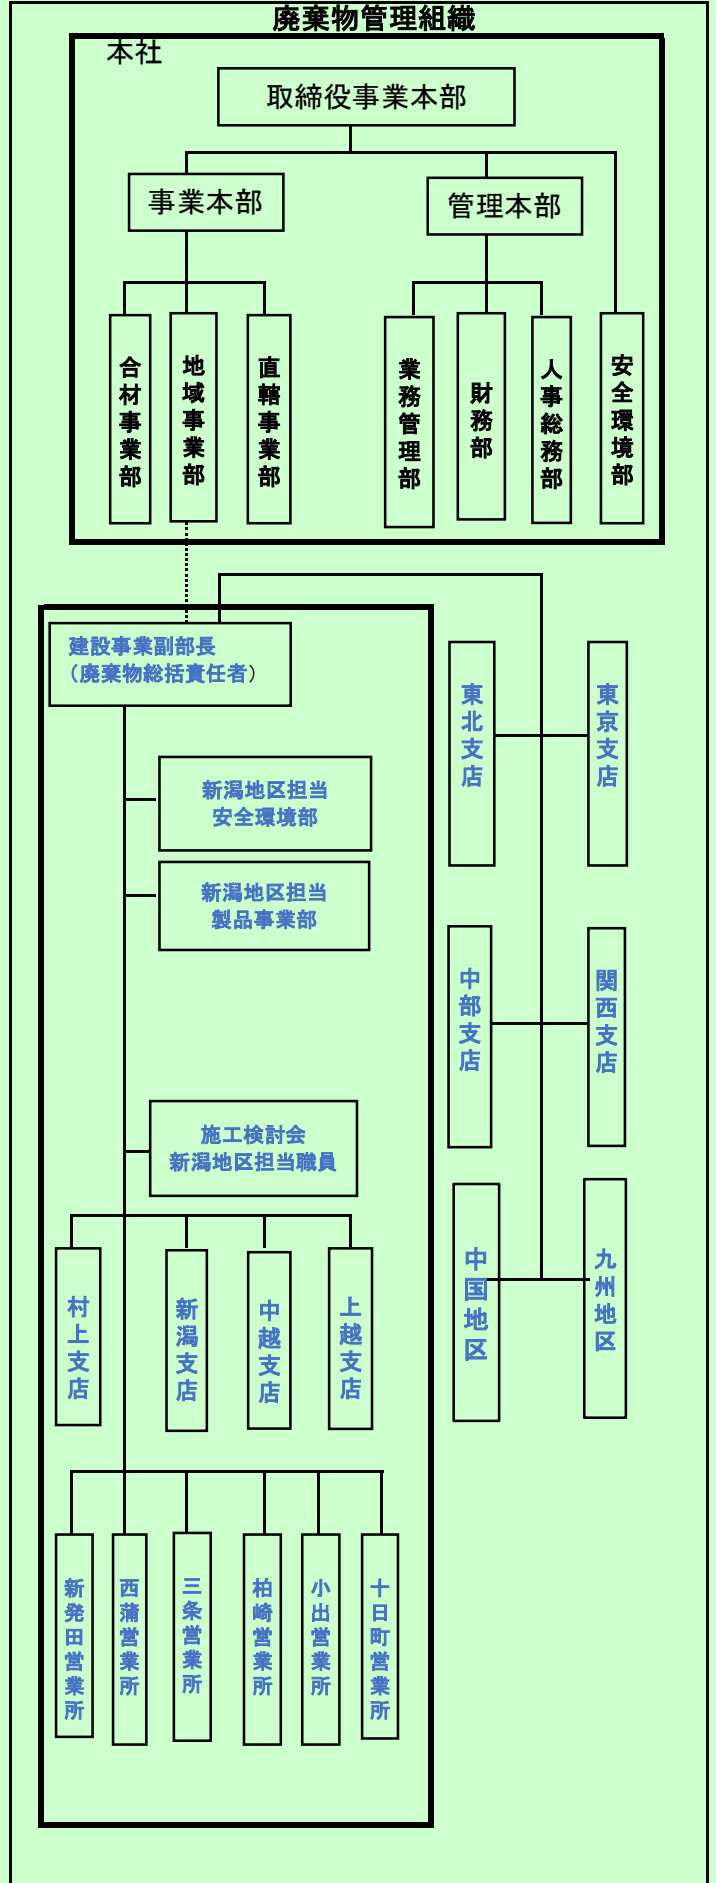 廃棄物管理組織
本社
取締役事業本部
事業本部
管理本部
合材事業部
地域事業部
直轄事業部
業務管理部
財務部
人事総務部
安全環境部
建設事業副部長
（廃棄物総括責任者）
東北支店
東京支店
新潟地区担当
安全環境部
新潟地区担当
製品事業部
中部支店
関西支店
施工検討会
新潟地区担当職員
中国地区
九州地区
村上支店
新潟支店
中越支店
上越支店
新発田営業所
西蒲営業所
三条営業所
柏崎営業所
小出営業所
十日町営業所